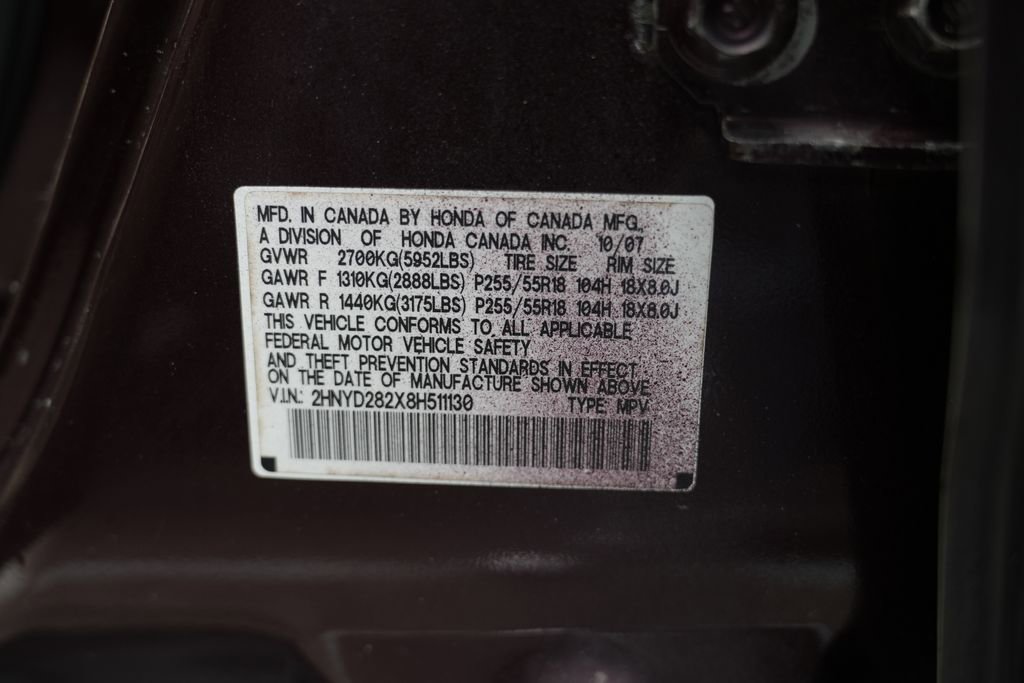 MFD. IN CANADA BY HONDA OF CANADA MFG.,
A DIVISION OF HONDA CANADA INC. 10/07
GVWR 2700KG(5952LBS) TIRE SIZE RIM SIZE
GAWR F 1310KG(2888LBS) P255/55R18 104H 18X8.0J
GAWR R 1440KG(3175LBS) P255/55R18 104H 18X8.0J
THIS VEHICLE CONFORMS TO ALL APPLICABLE
FEDERAL MOTOR VEHICLE SAFETY
AND THEFT PREVENTION STANDARDS IN EFFECT
ON THE DATE OF MANUFACTURE SHOWN ABOVE
V.I.N.: 2HNYD282X8H511130 TYPE MPV